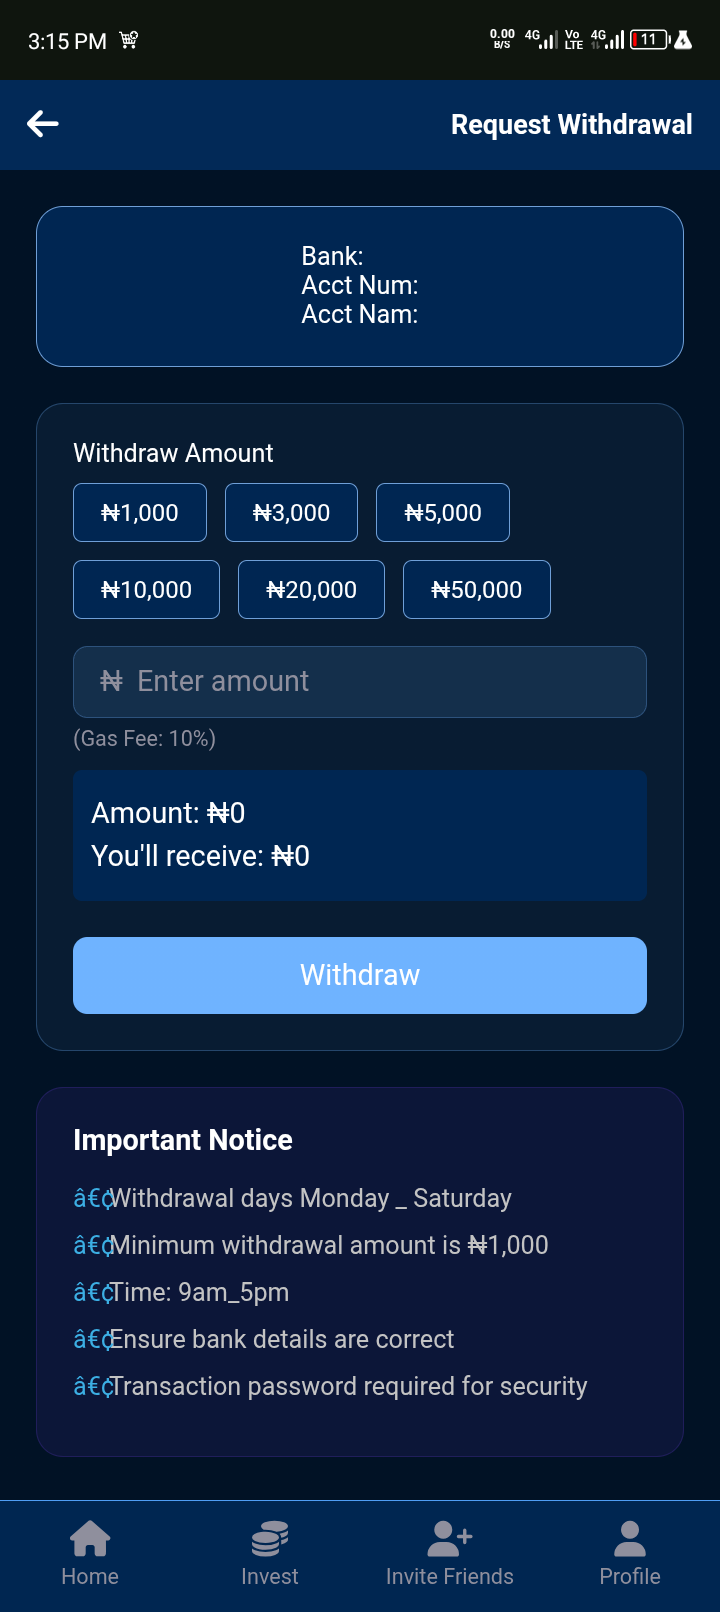 3:15 PM
0.00 B/S 4G Vo LTE 4G 11
Request Withdrawal
Bank:
Acct Num:
Acct Nam:
Withdraw Amount
₦1,000 ₦3,000 ₦5,000
₦10,000 ₦20,000 ₦50,000
₦ Enter amount
(Gas Fee: 10%)
Amount: ₦0
You'll receive: ₦0
Withdraw
Important Notice
â€¢Withdrawal days Monday _ Saturday
â€¢Minimum withdrawal amount is ₦1,000
â€¢Time: 9am_5pm
â€¢Ensure bank details are correct
â€¢Transaction password required for security
Home Invest Invite Friends Profile